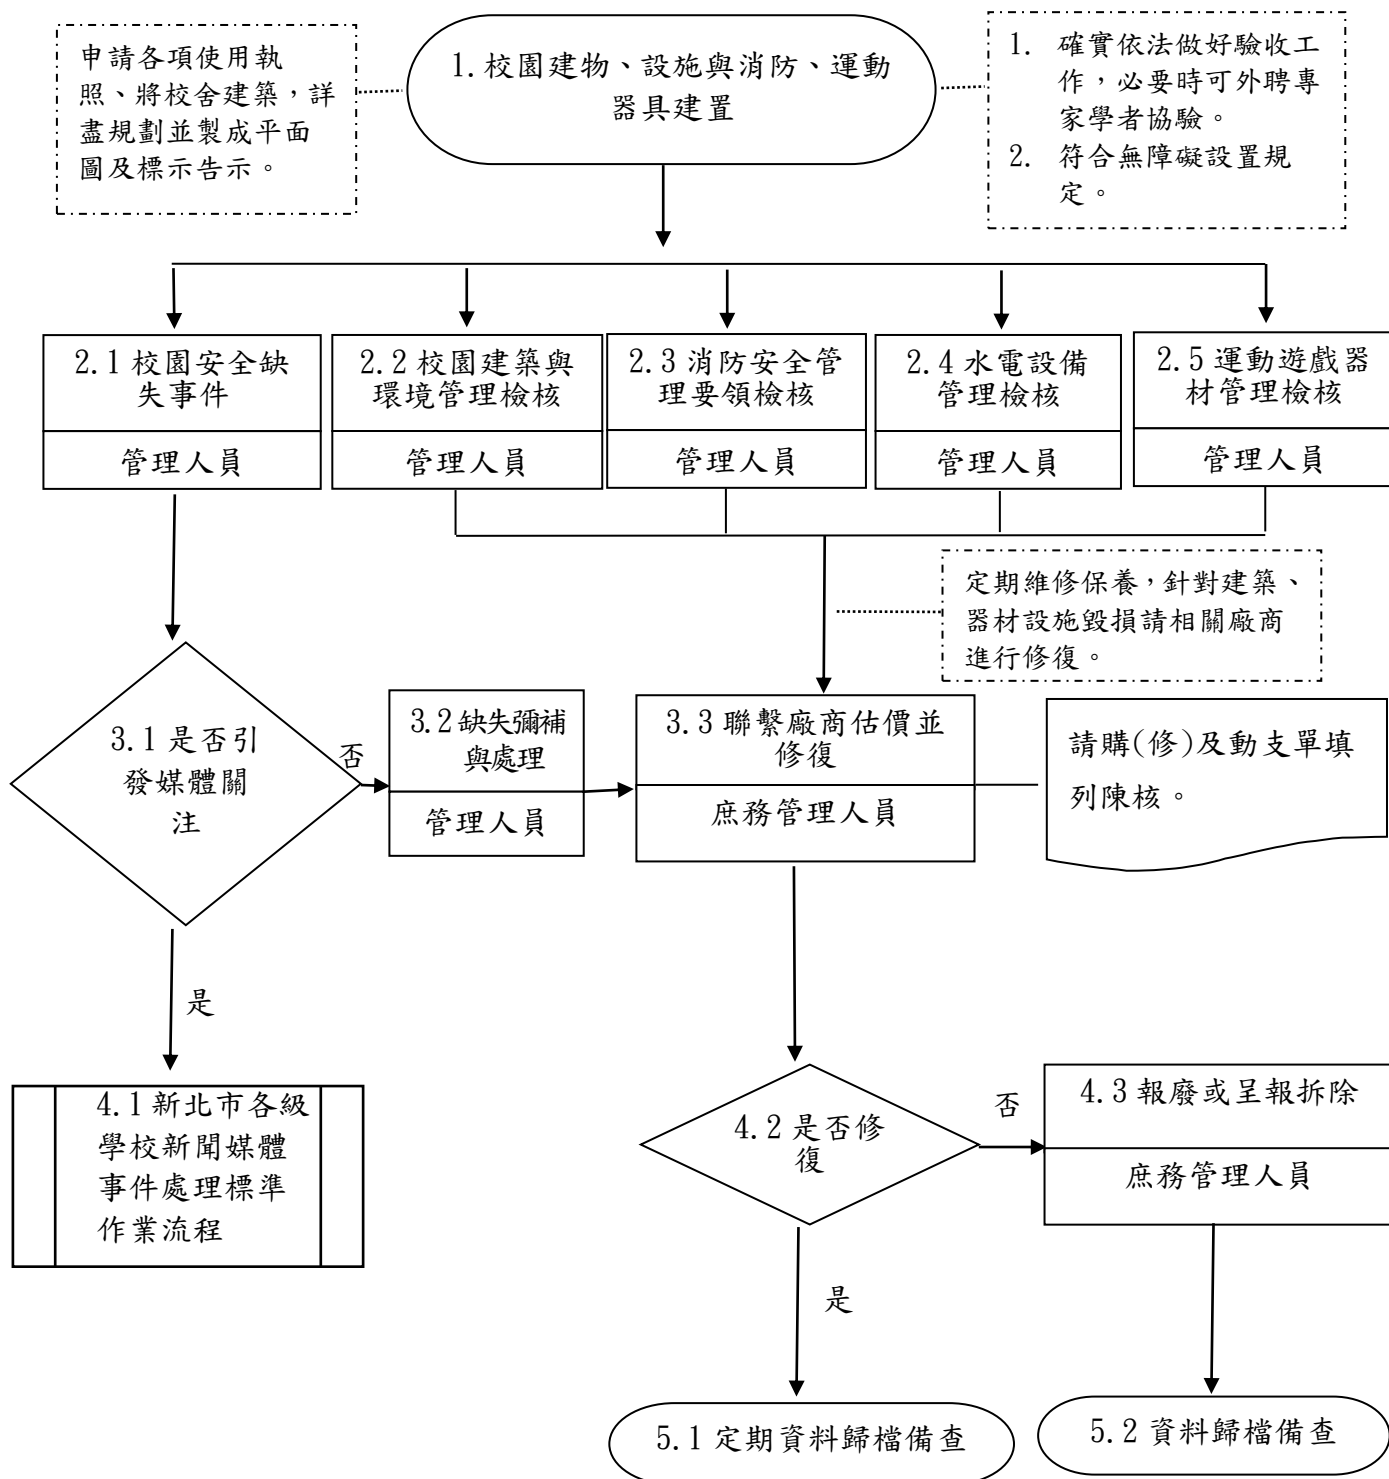 申請各項使用執
照、將校舍建築，詳
盡規劃並製成平面
圖及標示告示。
1.校園建物、設施與消防、運動
器具建置
1. 確實依法做好驗收工
作，必要時可外聘專
家學者協驗。
2. 符合無障礙設置規
定。
2.1 校園安全缺
失事件
管理人員
2.2 校園建築與
環境管理檢核
管理人員
2.3 消防安全管
理要領檢核
管理人員
2.4 水電設備
管理檢核
管理人員
2.5 運動遊戲器
材管理檢核
管理人員
定期維修保養，針對建築、
器材設施毀損請相關廠商
進行修復。
3.1 是否引
發媒體關
注
否
3.2 缺失彌補
與處理
管理人員
3.3 聯繫廠商估價並
修復
庶務管理人員
請購(修)及動支單填
列陳核。
是
4.1 新北市各級
學校新聞媒體
事件處理標準
作業流程
4.2 是否修
復
否
4.3 報廢或呈報拆除
庶務管理人員
是
5.1 定期資料歸檔備查
5.2 資料歸檔備查